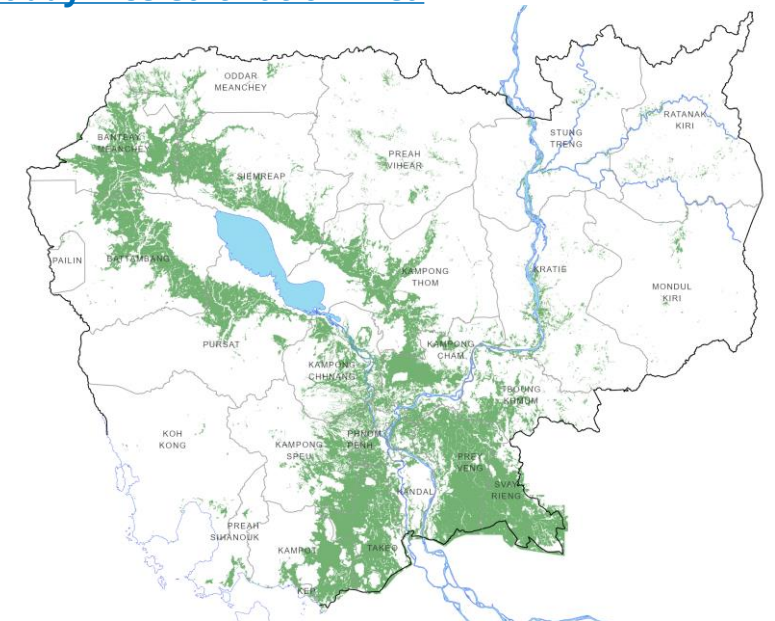 ODDAR
MEANCHEY
BANTEAY
MEANCHEY
STUNG
TRENG
RATANAK
KIRI
PREAH
VIHEAR
SIEMREAP
PAILIN
BATTAMBANG
KAMPONG
THOM
KRATIE
MONDUL
KIRI
PURSAT
KAMPONG
CHAM
KAMPONG
CHHNANG
TBOUNG
KHMUM
KOH
KONG
KAMPONG
SPEU
PHNOM
PENH
PREY
VENG
KANDAL
SVAY
RIENG
PREAH
SIHANOUK
KAMPOT
TAKEO
KEP